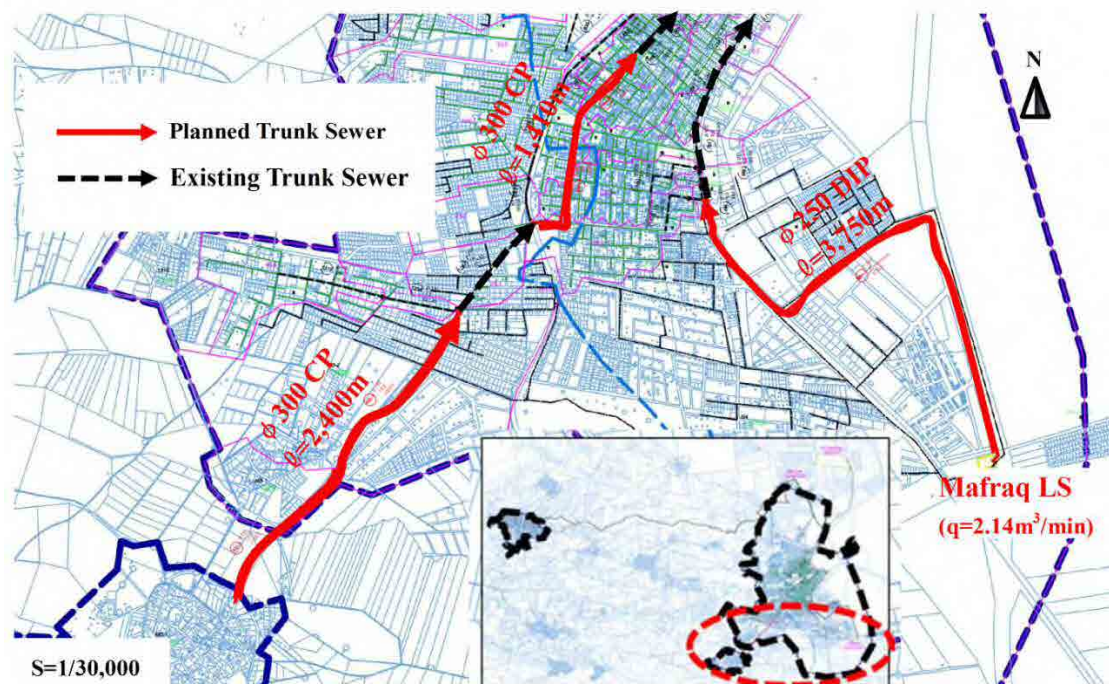 N
Planned Trunk Sewer
Existing Trunk Sewer
ϕ 300 CP
ℓ=1,410m
ϕ 250 DIP
ℓ=3,750m
ϕ 300 CP
ℓ=2,400m
Mafraq LS
(q=2.14m³/min)
S=1/30,000